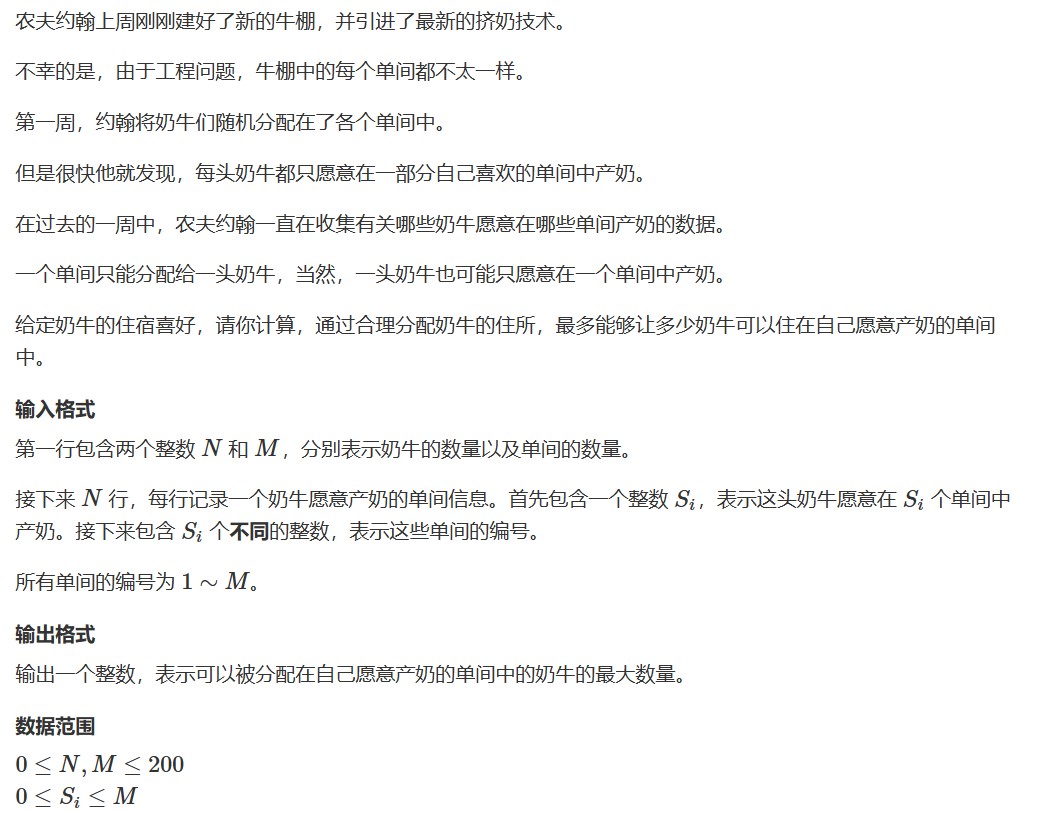 农夫约翰上周刚刚建好了新的牛棚，并引进了最新的挤奶技术。
不幸的是，由于工程问题，牛棚中的每个单间都不太一样。
第一周，约翰将奶牛们随机分配在了各个单间中。
但是很快他就发现，每头奶牛都只愿意在一部分自己喜欢的单间中产奶。
在过去的一周中，农夫约翰一直在收集有关哪些奶牛愿意在哪些单间产奶的数据。
一个单间只能分配给一头奶牛，当然，一头奶牛也可能只愿意在一个单间中产奶。
给定奶牛的住宿喜好，请你计算，通过合理分配奶牛的住所，最多能够让多少奶牛可以住在自己愿意产奶的单间
中。
输入格式
第一行包含两个整数 N 和 M，分别表示奶牛的数量以及单间的数量。
接下来 N 行，每行记录一个奶牛愿意产奶的单间信息。首先包含一个整数 Sᵢ，表示这头奶牛愿意在 Sᵢ 个单间中
产奶。接下来包含 Sᵢ 个不同的整数，表示这些单间的编号。
所有单间的编号为 1 ∼ M。
输出格式
输出一个整数，表示可以被分配在自己愿意产奶的单间中的奶牛的最大数量。
数据范围
0 ≤ N, M ≤ 200
0 ≤ Sᵢ ≤ M